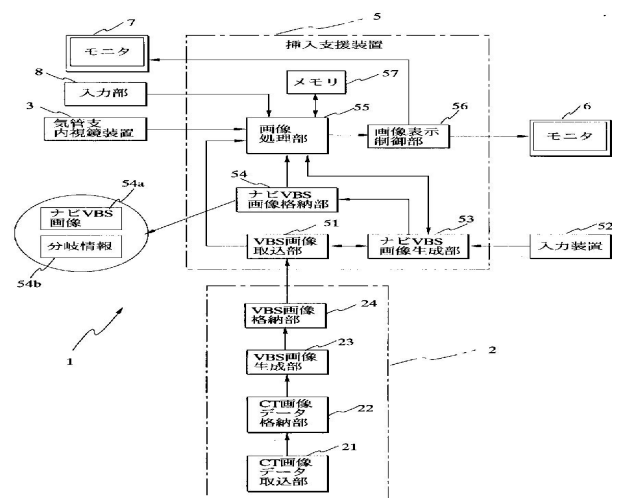 7
5
モニタ
挿入支援装置
8
入力部
メモリ
57
3
気管支
内視鏡装置
55
画像
処理部
56
画像表示
制御部
6
モニタ
54a
ナビVBS
画像
分岐情報
54b
54
ナビVBS
画像格納部
51
VBS画像
取込部
53
ナビVBS
画像生成部
52
入力装置
1
24
VBS画像
格納部
23
VBS画像
生成部
2
22
CT画像
データ
格納部
21
CT画像
データ
取込部